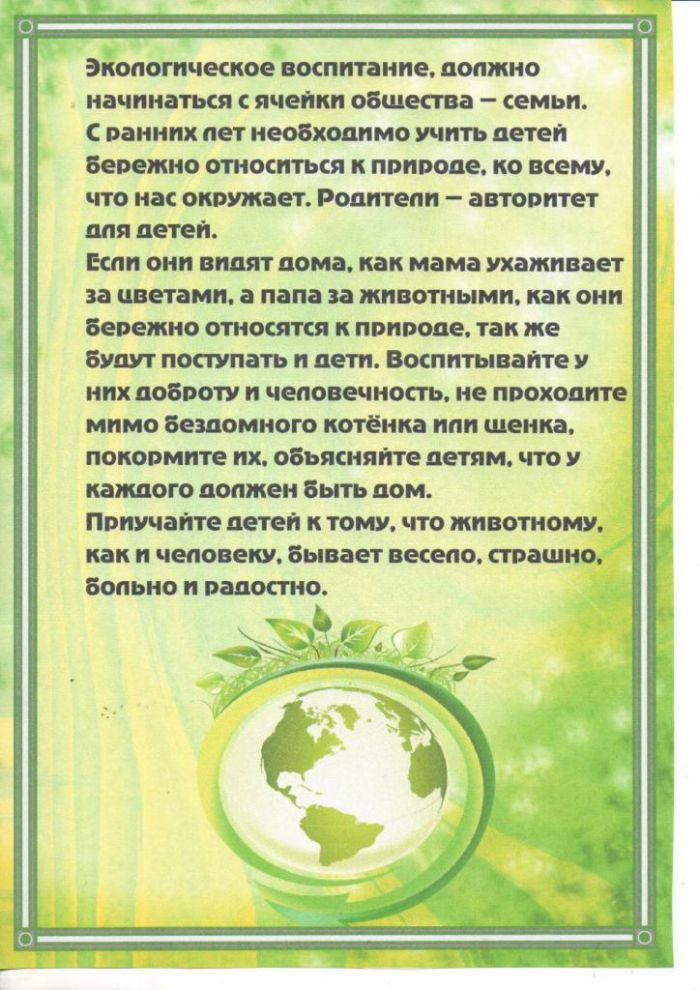 Экологическое воспитание, должно
начинаться с ячейки общества – семьи.
С ранних лет необходимо учить детей
бережно относиться к природе, ко всему,
что нас окружает. Родители – авторитет
для детей.
Если они видят дома, как мама ухаживает
за цветами, а папа за животными, как они
бережно относятся к природе, так же
будут поступать и дети. Воспитывайте у
них доброту и человечность, не проходите
мимо бездомного котёнка или щенка,
покормите их, объясняйте детям, что у
каждого должен быть дом.
Приучайте детей к тому, что животному,
как и человеку, бывает весело, страшно,
больно и радостно.